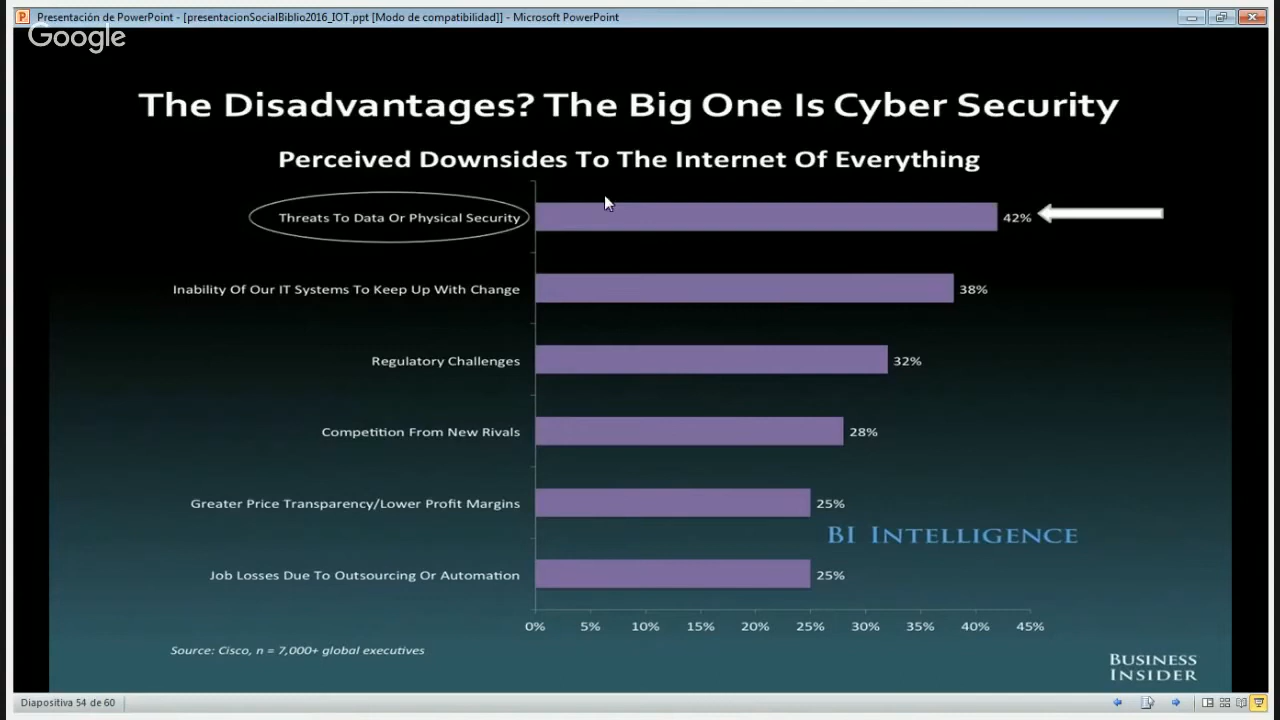 Presentación de PowerPoint - [presentacionSocialBiblio2016_IOT.ppt [Modo de compatibilidad]] - Microsoft PowerPoint
Google
The Disadvantages? The Big One Is Cyber Security
Perceived Downsides To The Internet Of Everything
Threats To Data Or Physical Security 42%
Inability Of Our IT Systems To Keep Up With Change 38%
Regulatory Challenges 32%
Competition From New Rivals 28%
Greater Price Transparency/Lower Profit Margins 25%
BI INTELLIGENCE
Job Losses Due To Outsourcing Or Automation 25%
0% 5% 10% 15% 20% 25% 30% 35% 40% 45%
Source: Cisco, n = 7,000+ global executives
BUSINESS
INSIDER
Diapositiva 54 de 60